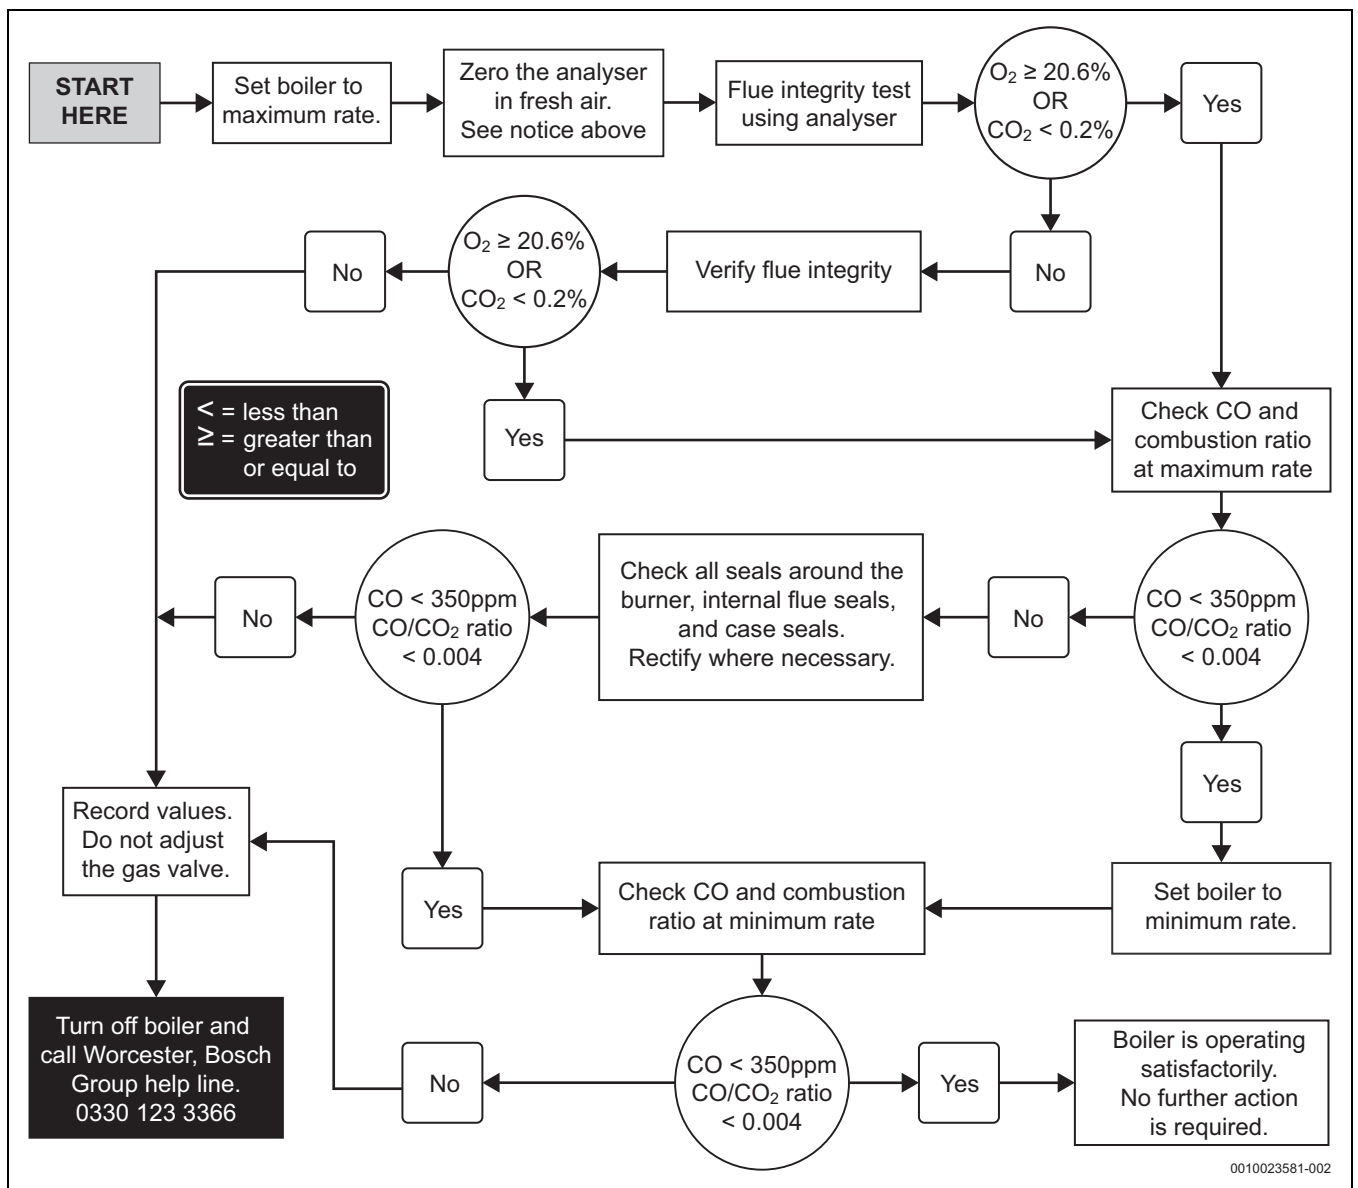 START
HERE
Set boiler to
maximum rate.
Zero the analyser
in fresh air.
See notice above
Flue integrity test
using analyser
O₂ ≥ 20.6%
OR
CO₂ < 0.2%
Yes
No
Verify flue integrity
O₂ ≥ 20.6%
OR
CO₂ < 0.2%
No
Yes
< = less than
≥ = greater than
or equal to
Check CO and
combustion ratio
at maximum rate
CO < 350ppm
CO/CO₂ ratio
< 0.004
No
Check all seals around the
burner, internal flue seals,
and case seals.
Rectify where necessary.
CO < 350ppm
CO/CO₂ ratio
< 0.004
No
Yes
Set boiler to
minimum rate.
Yes
Check CO and combustion
ratio at minimum rate
Record values.
Do not adjust
the gas valve.
Turn off boiler and
call Worcester, Bosch
Group help line.
0330 123 3366
No
CO < 350ppm
CO/CO₂ ratio
< 0.004
Yes
Boiler is operating
satisfactorily.
No further action
is required.
0010023581-002